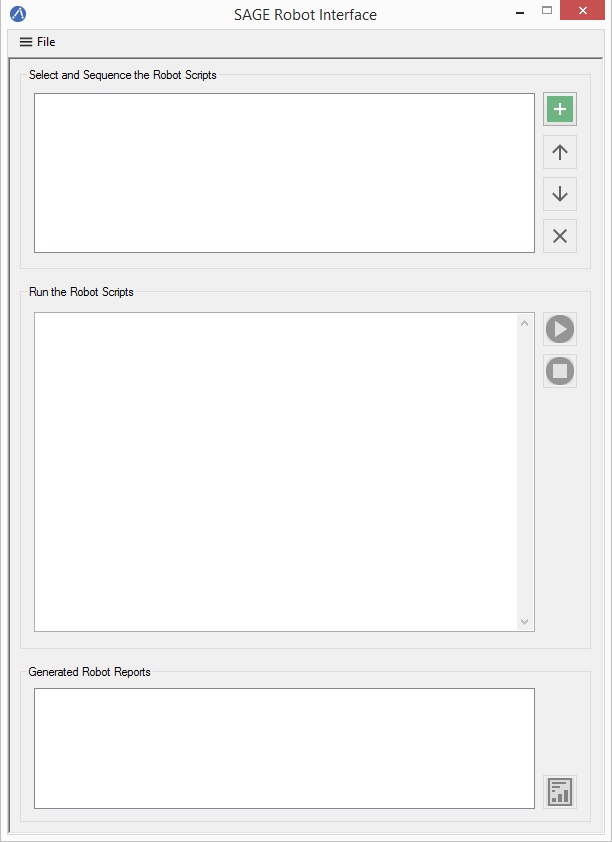 SAGE Robot Interface
File
Select and Sequence the Robot Scripts
Run the Robot Scripts
Generated Robot Reports